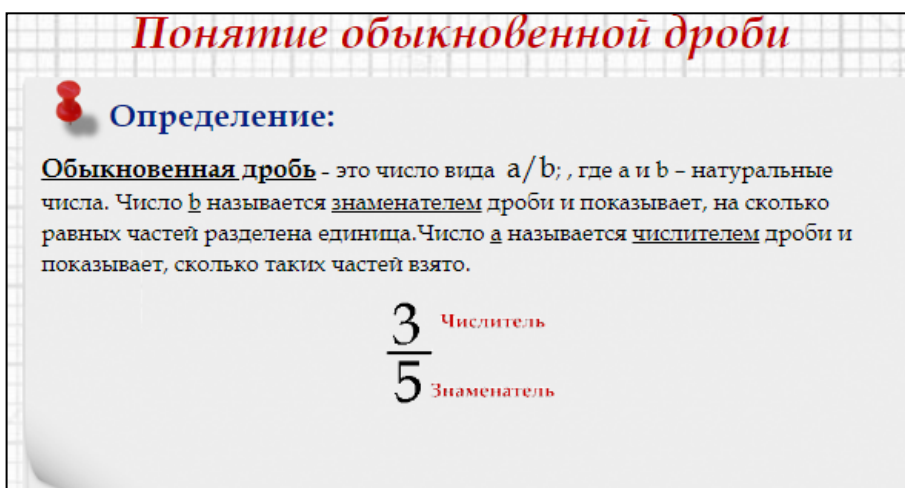 Понятие обыкновенной дроби
Определение:
Обыкновенная дробь - это число вида a/b; , где a и b – натуральные
числа. Число b называется знаменателем дроби и показывает, на сколько
равных частей разделена единица.Число a называется числителем дроби и
показывает, сколько таких частей взято.
3 Числитель
5 Знаменатель